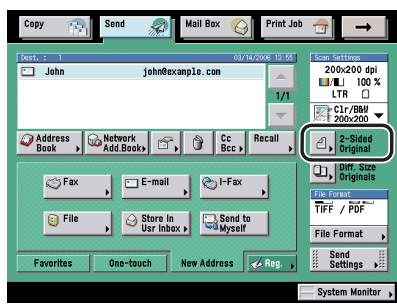 Copy
Send
Mail Box
Print Job
Dest. : 1
03/14/2006 13:55
John john@example.com
1/1
Scan Settings
200x200 dpi
100 %
LTR
Clr/B&W
200x200
Address Book
Network Add.Book
Cc Bcc
Recall
2-Sided Original
Diff. Size Originals
Fax
E-mail
I-Fax
File
Store In Usr Inbox
Send to Myself
File Format
TIFF / PDF
File Format
Favorites
One-touch
New Address
Reg.
Send Settings
System Monitor